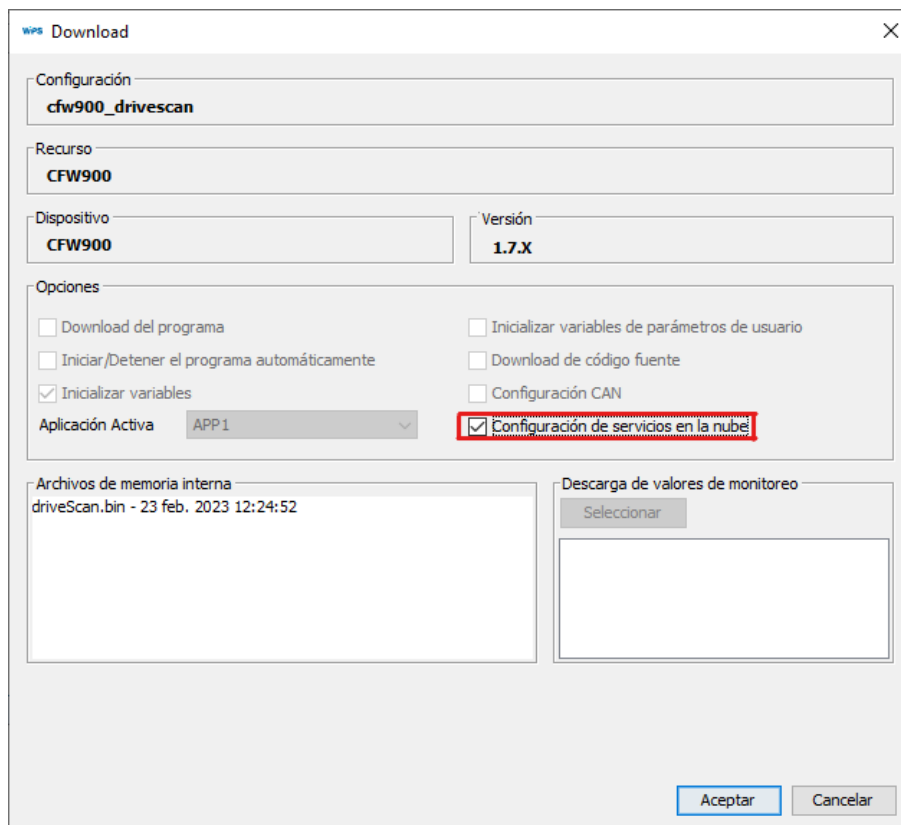 WPS Download
Configuración
cfw900_drivescan
Recurso
CFW900
Dispositivo
CFW900
Versión
1.7.X
Opciones
Download del programa
Iniciar/Detener el programa automáticamente
Inicializar variables
Aplicación Activa APP1
Inicializar variables de parámetros de usuario
Download de código fuente
Configuración CAN
Configuración de servicios en la nube
Archivos de memoria interna
driveScan.bin - 23 feb. 2023 12:24:52
Descarga de valores de monitoreo
Seleccionar
Aceptar Cancelar